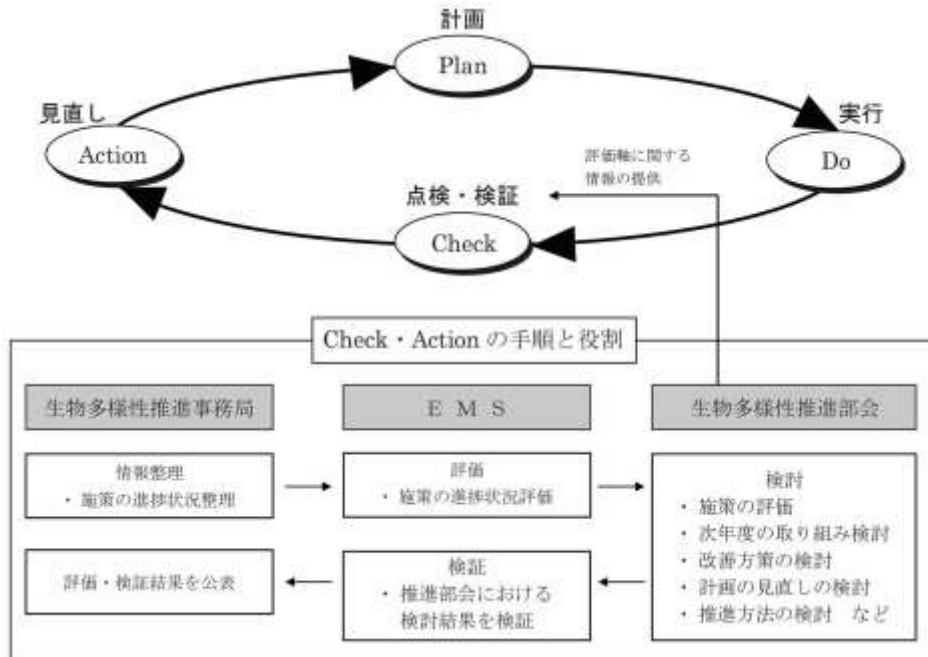 計画
Plan
見直し
Action
実行
Do
評価軸に関する
情報の提供
点検・検証
Check
Check・Action の手順と役割
生物多様性推進事務局
E M S
生物多様性推進部会
情報整理
・ 施策の進捗状況整理
評価
・ 施策の進捗状況評価
検討
・ 施策の評価
・ 次年度の取り組み検討
・ 改善方策の検討
・ 計画の見直しの検討
・ 推進方法の検討 など
検証
・ 推進部会における
検討結果を検証
評価・検証結果を公表